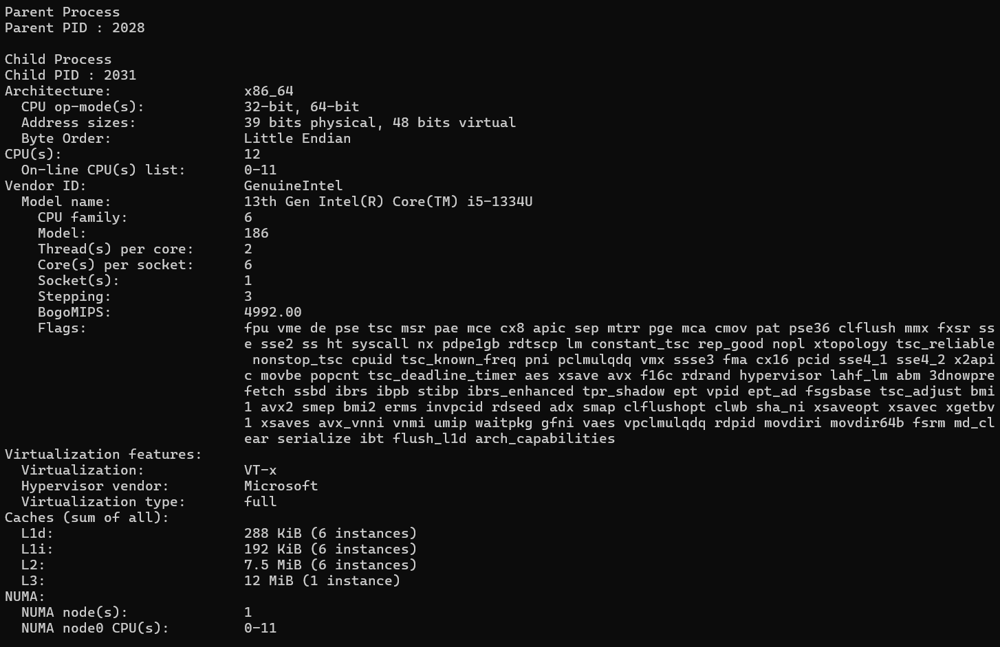 Parent Process
Parent PID : 2028
Child Process
Child PID : 2031
Architecture: x86_64
CPU op-mode(s): 32-bit, 64-bit
Address sizes: 39 bits physical, 48 bits virtual
Byte Order: Little Endian
CPU(s): 12
On-line CPU(s) list: 0-11
Vendor ID: GenuineIntel
Model name: 13th Gen Intel(R) Core(TM) i5-1334U
CPU family: 6
Model: 186
Thread(s) per core: 2
Core(s) per socket: 6
Socket(s): 1
Stepping: 3
BogoMIPS: 4992.00
Flags: fpu vme de pse tsc msr pae mce cx8 apic sep mtrr pge mca cmov pat pse36 clflush mmx fxsr ss
e sse2 ss ht syscall nx pdpe1gb rdtscp lm constant_tsc rep_good nopl xtopology tsc_reliable
nonstop_tsc cpuid tsc_known_freq pni pclmulqdq vmx ssse3 fma cx16 pcid sse4_1 sse4_2 x2api
c movbe popcnt tsc_deadline_timer aes xsave avx f16c rdrand hypervisor lahf_lm abm 3dnowpre
fetch ssbd ibrs ibpb stibp ibrs_enhanced tpr_shadow ept vpid ept_ad fsgsbase tsc_adjust bmi
1 avx2 smep bmi2 erms invpcid rdseed adx smap clflushopt clwb sha_ni xsaveopt xsavec xgetbv
1 xsaves avx_vnni vnmi umip waitpkg gfni vaes vpclmulqdq rdpid movdiri movdir64b fsrm md_cl
ear serialize ibt flush_l1d arch_capabilities
Virtualization features:
Virtualization: VT-x
Hypervisor vendor: Microsoft
Virtualization type: full
Caches (sum of all):
L1d: 288 KiB (6 instances)
L1i: 192 KiB (6 instances)
L2: 7.5 MiB (6 instances)
L3: 12 MiB (1 instance)
NUMA:
NUMA node(s): 1
NUMA node0 CPU(s): 0-11